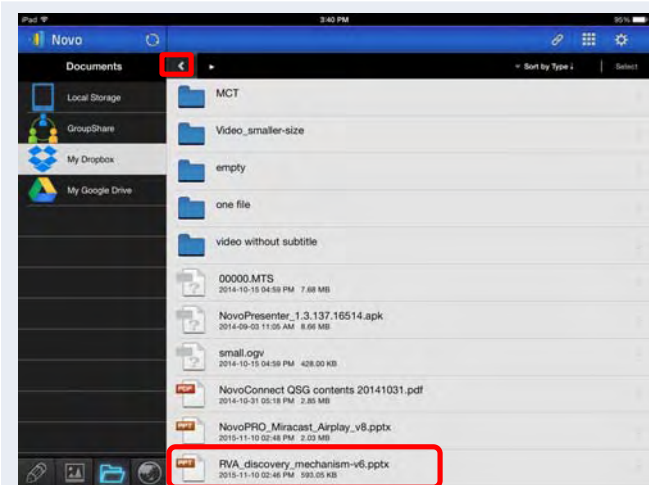 iPad
3:40 PM
95%
Novo
Documents
Sort by Type ↓
Select
Local Storage
GroupShare
My Dropbox
My Google Drive
MCT
Video_smaller-size
empty
one file
video without subtitle
00000.MTS
2014-10-15 04:59 PM 7.68 MB
NovoPresenter_1.3.137.16514.apk
2014-09-03 11:05 AM 8.66 MB
small.ogv
2014-10-15 04:59 PM 428.00 KB
PDF
NovoConnect QSG contents 20141031.pdf
2014-10-31 05:18 PM 2.85 MB
PPT
NovoPRO_Miracast_Airplay_v8.pptx
2015-11-10 02:48 PM 2.03 MB
PPT
RVA_discovery_mechanism-v6.pptx
2015-11-10 02:46 PM 593.05 KB